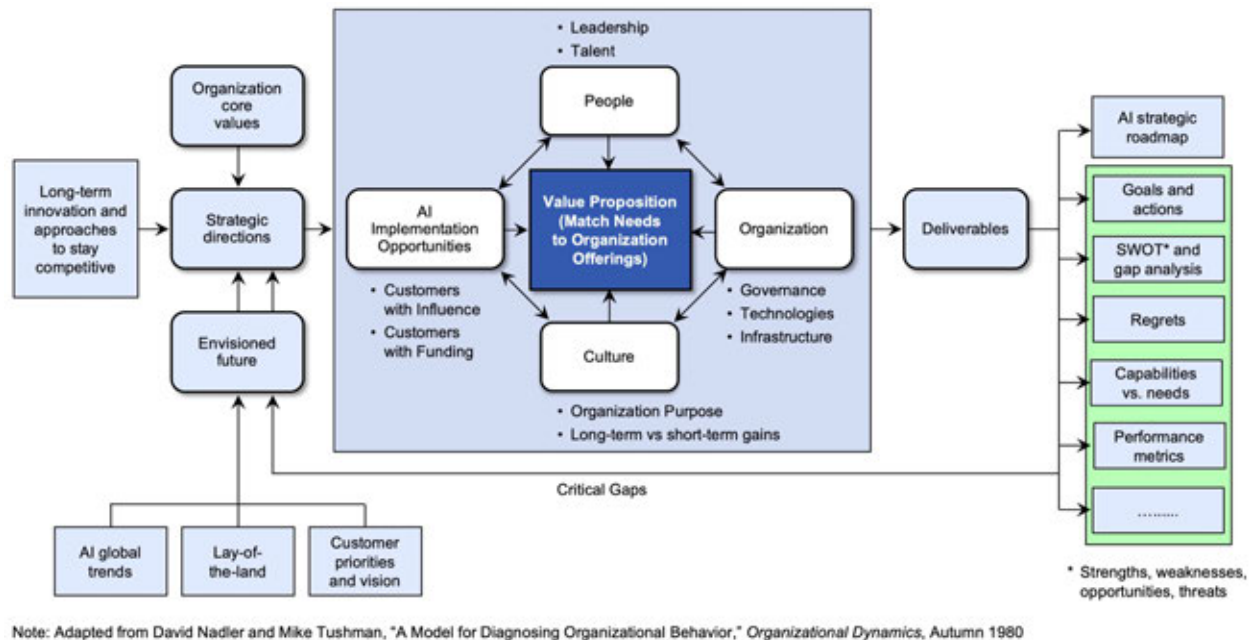 • Leadership
• Talent
People
Organization
core
values
Long-term
innovation and
approaches
to stay
competitive
Strategic
directions
Envisioned
future
AI
Implementation
Opportunities
Value Proposition
(Match Needs
to Organization
Offerings)
Organization
• Customers
with Influence
• Customers
with Funding
• Governance
• Technologies
• Infrastructure
Culture
• Organization Purpose
• Long-term vs short-term gains
Deliverables
AI strategic
roadmap
Goals and
actions
SWOT* and
gap analysis
Regrets
Capabilities
vs. needs
Performance
metrics
.........
Critical Gaps
AI global
trends
Lay-of-
the-land
Customer
priorities
and vision
* Strengths, weaknesses,
opportunities, threats
Note: Adapted from David Nadler and Mike Tushman, "A Model for Diagnosing Organizational Behavior," Organizational Dynamics, Autumn 1980